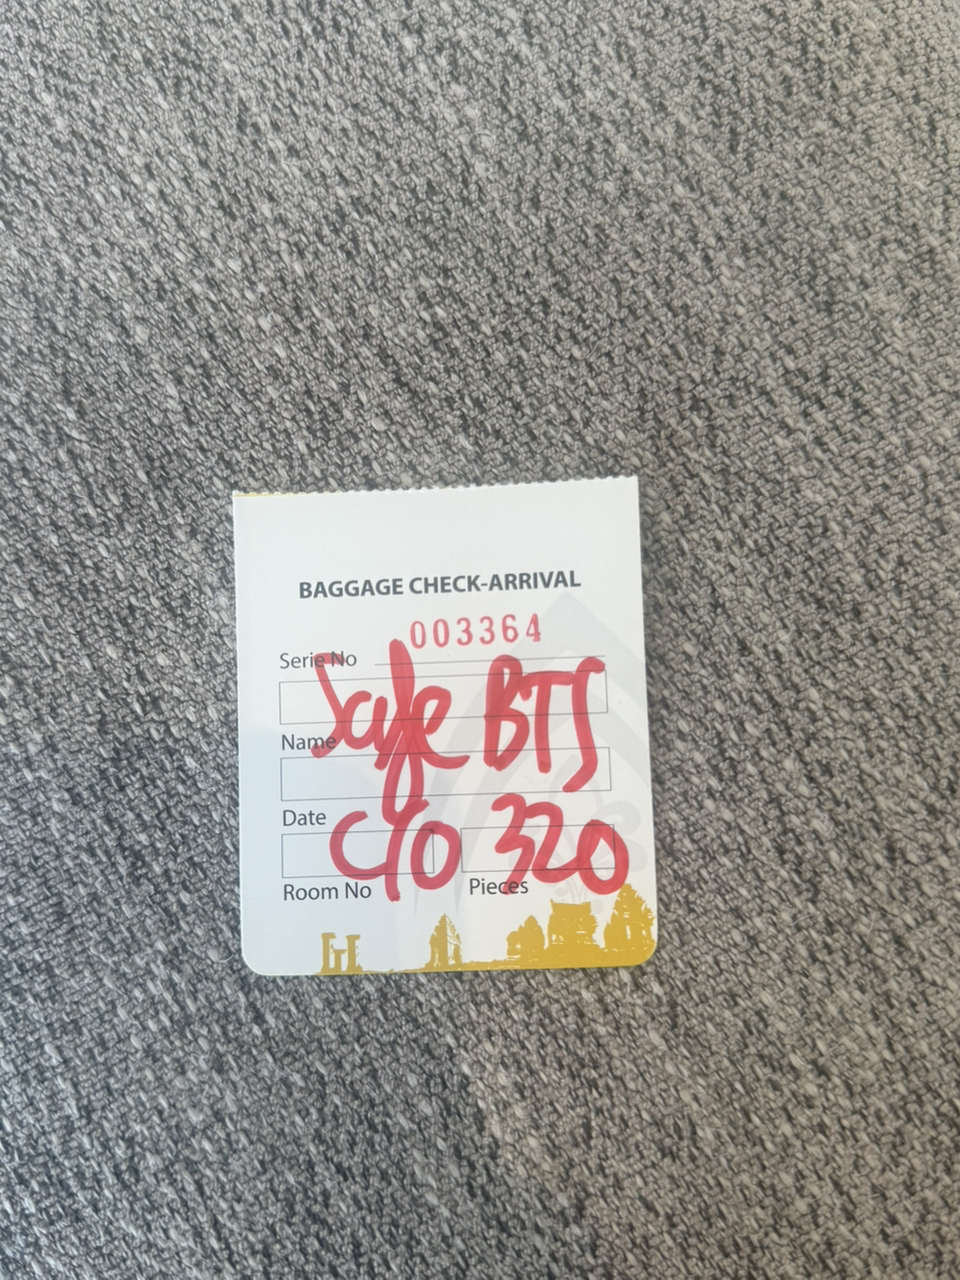 BAGGAGE CHECK-ARRIVAL
003364
Serie No
Safe BTS
Name
Date
C/O 320
Room No Pieces